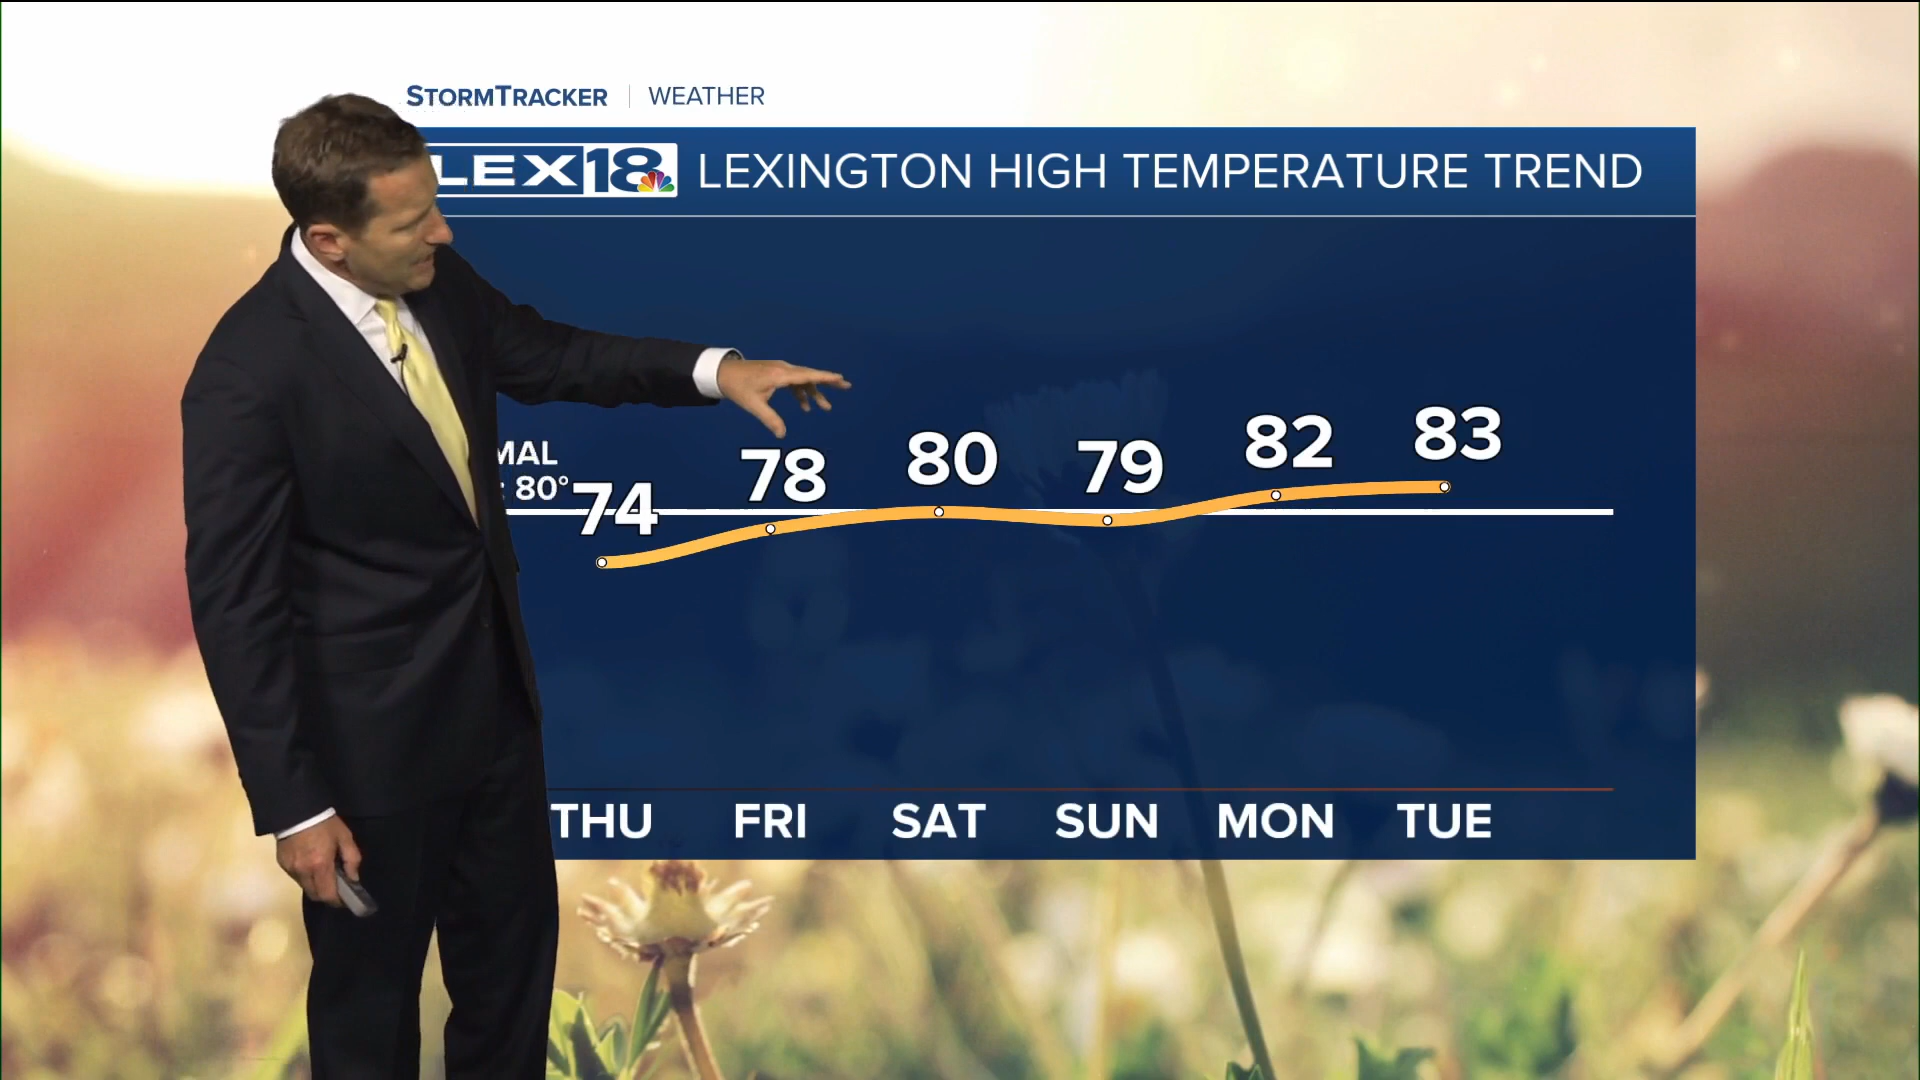 STORMTRACKER | WEATHER
LEX18 LEXINGTON HIGH TEMPERATURE TREND
MAL
: 80°
74 78 80 79 82 83
THU FRI SAT SUN MON TUE